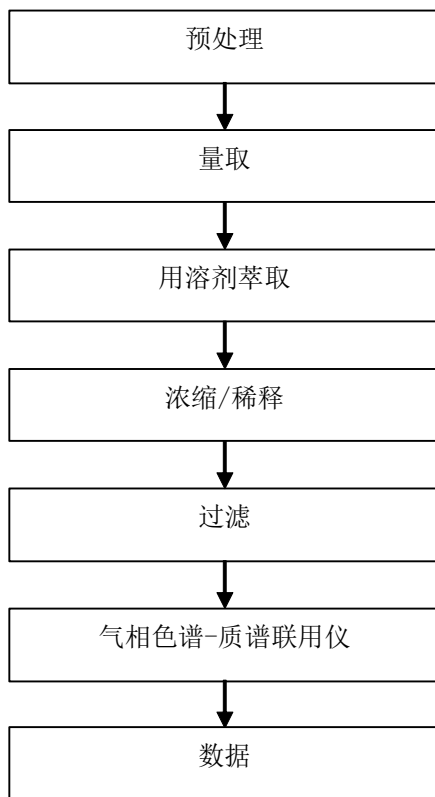 预处理
量取
用溶剂萃取
浓缩/稀释
过滤
气相色谱-质谱联用仪
数据